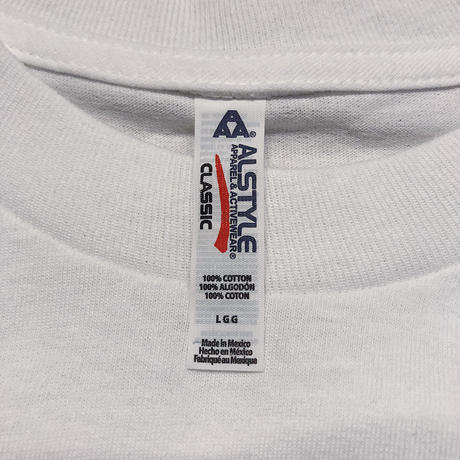 AA®
ALSTYLE
APPAREL & ACTIVEWEAR®
CLASSIC
100% COTTON
100% ALGODÓN
100% COTON
L G G
Made in Mexico
Hecho en México
Fabriqué au Mexique